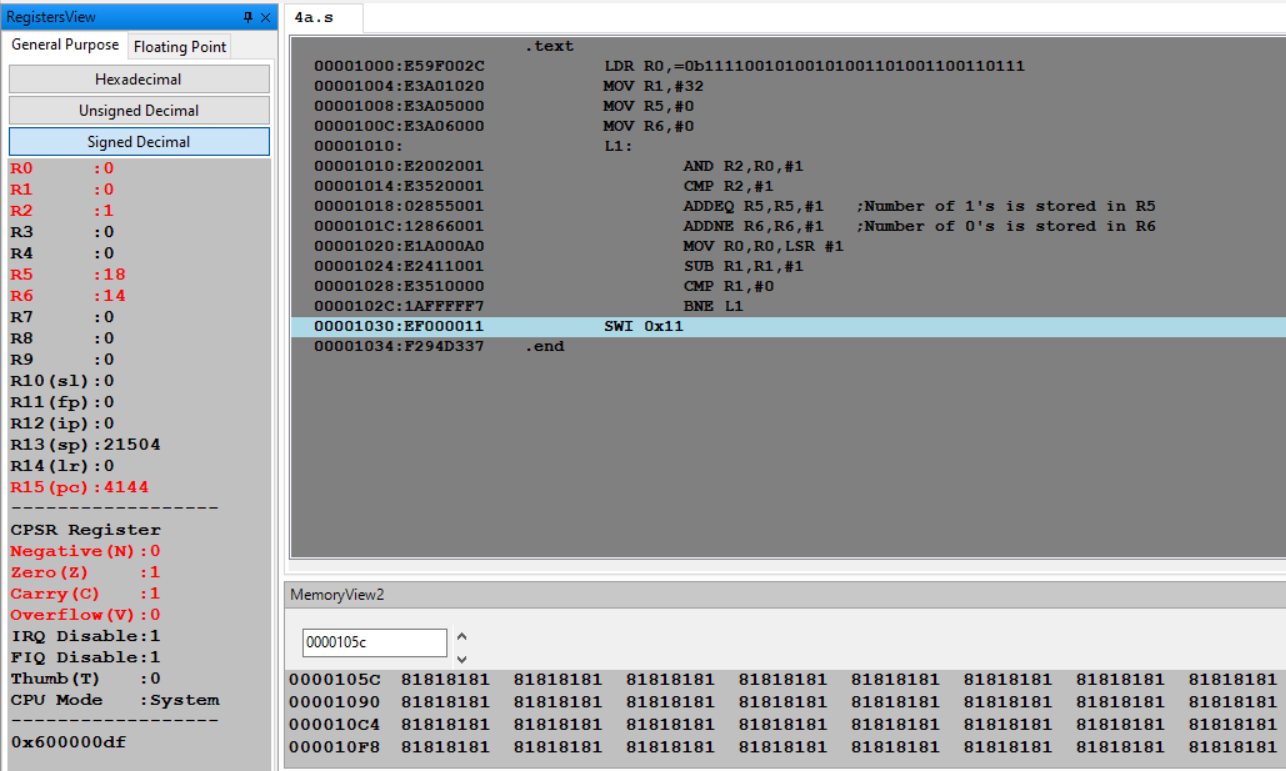 RegistersView
General Purpose Floating Point
Hexadecimal
Unsigned Decimal
Signed Decimal
R0 :0
R1 :0
R2 :1
R3 :0
R4 :0
R5 :18
R6 :14
R7 :0
R8 :0
R9 :0
R10(sl):0
R11(fp):0
R12(ip):0
R13(sp):21504
R14(lr):0
R15(pc):4144
-------------------
CPSR Register
Negative(N):0
Zero(Z) :1
Carry(C) :1
Overflow(V):0
IRQ Disable:1
FIQ Disable:1
Thumb(T) :0
CPU Mode :System
-------------------
0x600000df
4a.s
.text
00001000:E59F002C LDR R0,=0b11110010100101001101001100110111
00001004:E3A01020 MOV R1,#32
00001008:E3A05000 MOV R5,#0
0000100C:E3A06000 MOV R6,#0
00001010: L1:
00001010:E2002001 AND R2,R0,#1
00001014:E3520001 CMP R2,#1
00001018:02855001 ADDEQ R5,R5,#1 ;Number of 1's is stored in R5
0000101C:12866001 ADDNE R6,R6,#1 ;Number of 0's is stored in R6
00001020:E1A000A0 MOV R0,R0,LSR #1
00001024:E2411001 SUB R1,R1,#1
00001028:E3510000 CMP R1,#0
0000102C:1AFFFFF7 BNE L1
00001030:EF000011 SWI 0x11
00001034:F294D337 .end
MemoryView2
0000105c
0000105C 81818181 81818181 81818181 81818181 81818181 81818181 81818181 81818181
00001090 81818181 81818181 81818181 81818181 81818181 81818181 81818181 81818181
000010C4 81818181 81818181 81818181 81818181 81818181 81818181 81818181 81818181
000010F8 81818181 81818181 81818181 81818181 81818181 81818181 81818181 81818181